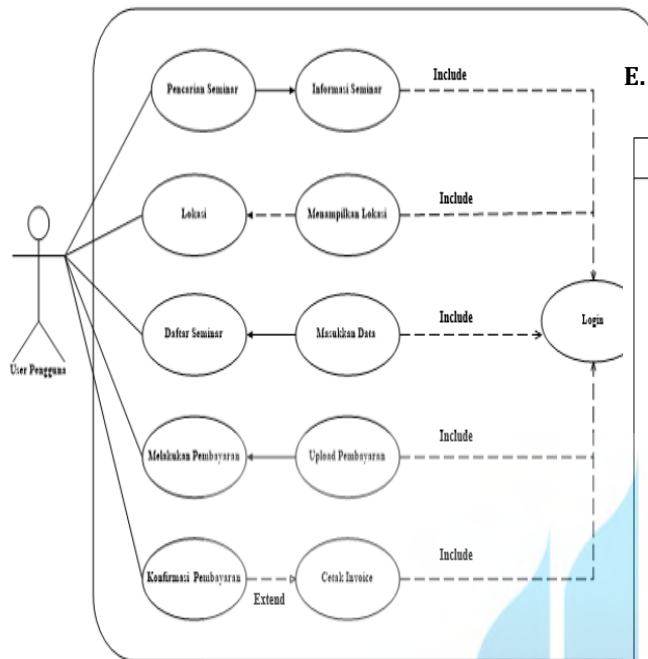 Include
E.
Pencarian Seminar
Informasi Seminar
Include
Lokasi
Menampilkan Lokasi
Include
Daftar Seminar
Masukkan Data
Login
User Pengguna
Include
Melakukan Pembayaran
Upload Pembayaran
Include
Konfirmasi Pembayaran
Cetak Invoice
Extend